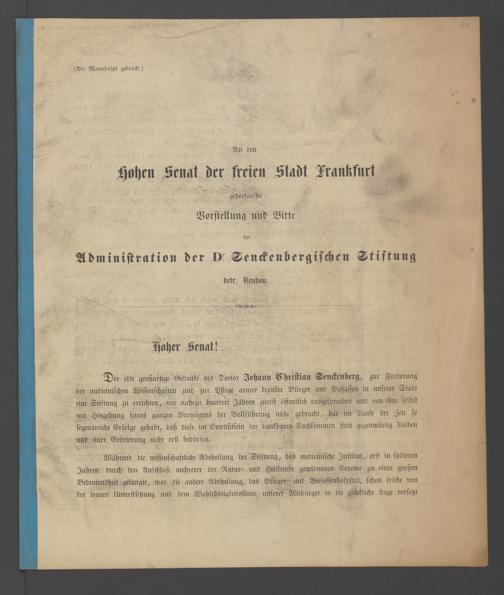 (Als Manuscript gedruckt.)
An den
Hohen Senat der freien Stadt Frankfurt
gehorsamste
Vorstellung und Bitte
der
Administration der Dr Senckenbergischen Stiftung
betr. Neubau.
Hoher Senat!
Der edle großartige Gedanke des Doctor Johann Christian Senckenberg, zur Förderung
der medicinischen Wissenschaften und zur Pflege armer kranker Bürger und Beisassen in unserer Stadt
eine Stiftung zu errichten, vor nahezu hundert Jahren zuerst öffentlich ausgesprochen und von ihm selbst
mit Hingebung seines ganzen Vermögens der Vollführung nahe gebracht, hat im Laufe der Zeit so
segensreiche Erfolge gehabt, daß diese im Bewußtsein der dankbaren Nachkommen stets gegenwärtig bleiben
und einer Erörterung nicht erst bedürfen.
Während die wissenschaftliche Abtheilung der Stiftung, das medicinische Institut, erst in späteren
Jahren durch den Anschluß mehrerer der Natur- und Heilkunde gewidmeten Vereine zu einer großen
Bedeutendheit gelangte, war die andere Abtheilung, das Bürger- und Beisassenhospital, schon frühe von
der treuen Unterstützung und dem Wohlthätigkeitssinn unserer Mitbürger in die glückliche Lage versetzt